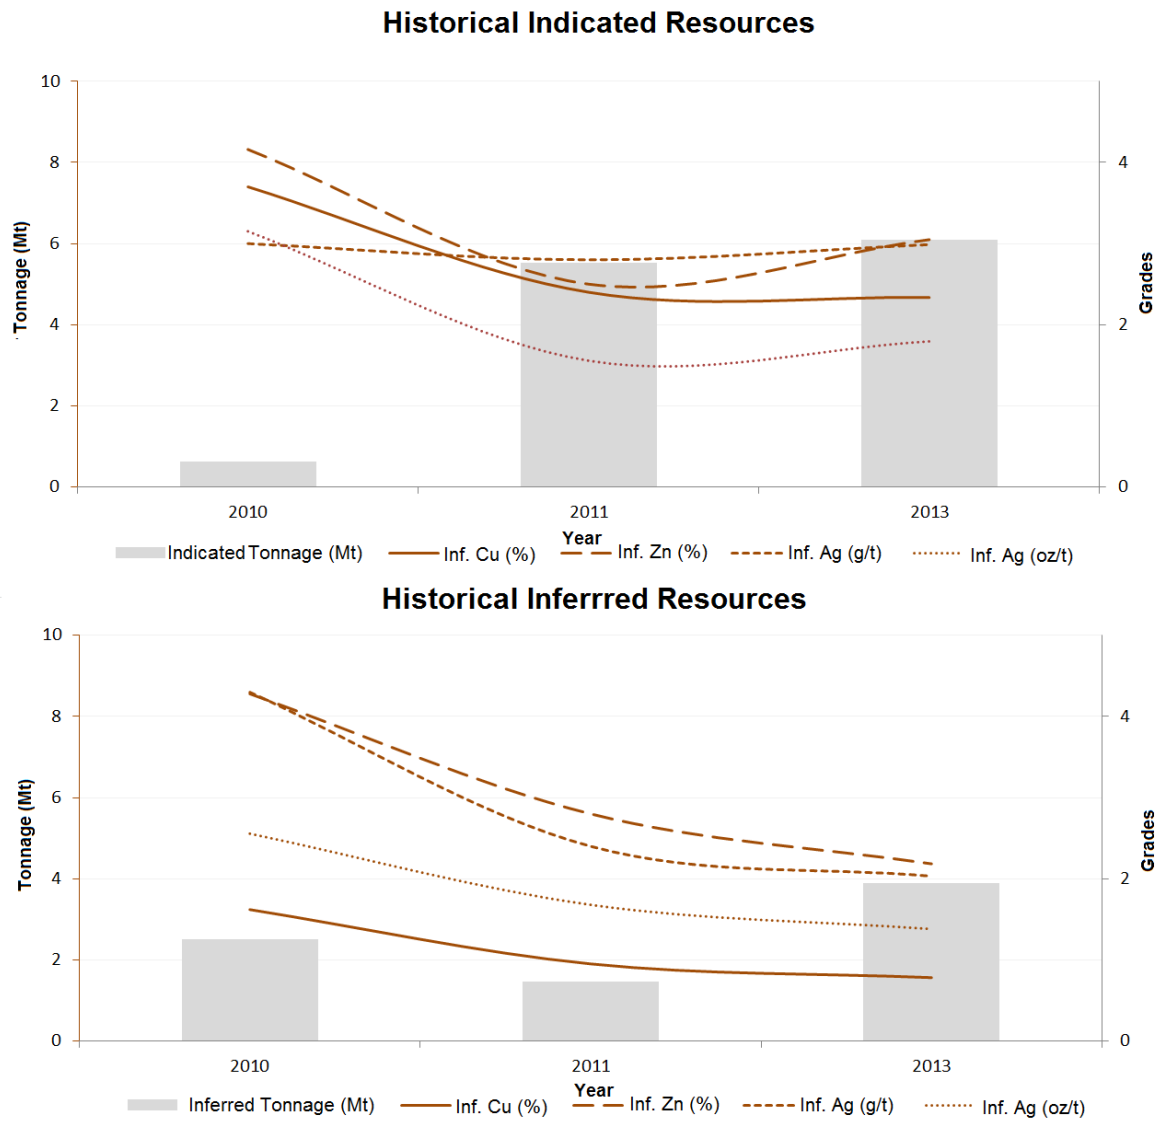 Historical Indicated Resources
10
8
6
4
2
0
Tonnage (Mt)
4
2
0
Grades
2010 2011 2013
Year
Indicated Tonnage (Mt) Inf. Cu (%) Inf. Zn (%) Inf. Ag (g/t) Inf. Ag (oz/t)
Historical Inferrred Resources
10
8
6
4
2
0
Tonnage (Mt)
4
2
0
Grades
2010 2011 2013
Year
Inferred Tonnage (Mt) Inf. Cu (%) Inf. Zn (%) Inf. Ag (g/t) Inf. Ag (oz/t)